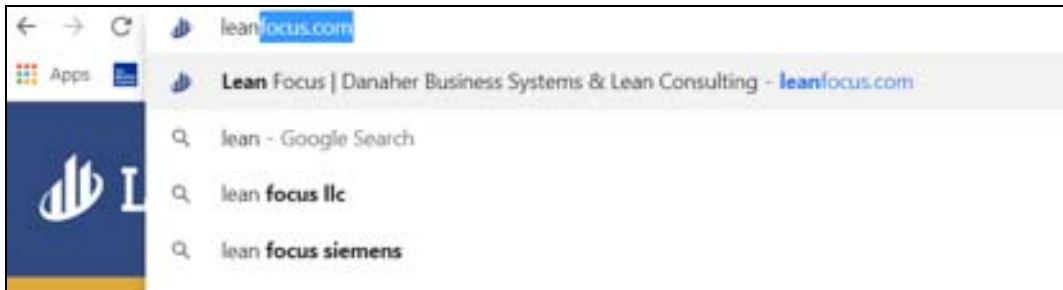 leanfocus.com
Apps
Lean Focus | Danaher Business Systems & Lean Consulting - leanfocus.com
lean - Google Search
L
lean focus llc
lean focus siemens